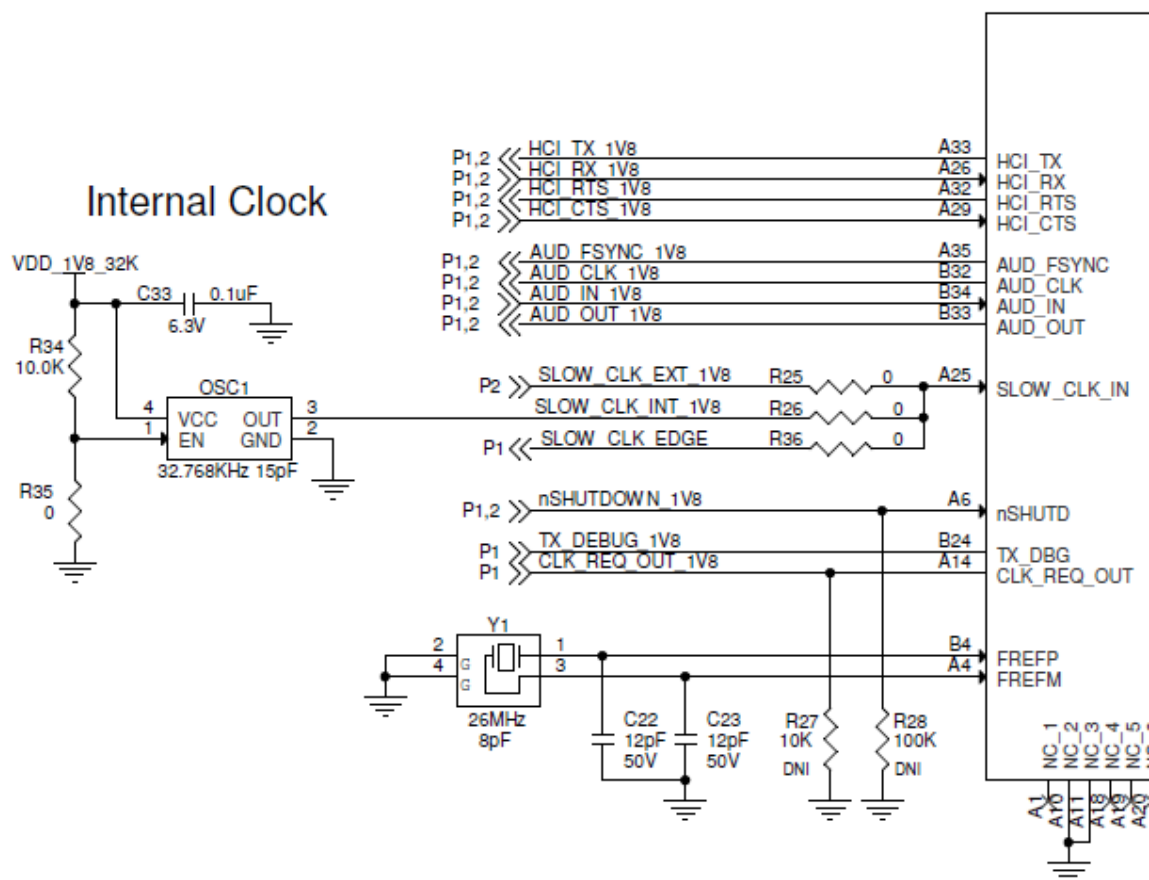 HCI_TX_1V8
A33
P1,2
HCI_TX
HCI_RX_1V8
A26
P1,2
HCI_RX
HCI_RTS_1V8
A32
P1,2
HCI_RTS
HCI_CTS_1V8
A29
P1,2
HCI_CTS
Internal Clock
AUD_FSYNC_1V8
A35
P1,2
AUD_FSYNC
AUD_CLK_1V8
B32
P1,2
AUD_CLK
AUD_IN_1V8
B34
P1,2
AUD_IN
AUD_OUT_1V8
B33
P1,2
AUD_OUT
VDD_1V8_32K
C33 0.1uF
6.3V
R34
10.0K
OSC1
4 VCC OUT 3
1 EN GND 2
32.768KHz 15pF
R35
0
P2 SLOW_CLK_EXT_1V8 R25 0 A25
SLOW_CLK_IN
SLOW_CLK_INT_1V8 R26 0
P1 SLOW_CLK_EDGE R36 0
P1,2 nSHUTDOWN_1V8 A6
nSHUTD
P1 TX_DEBUG_1V8 B24
TX_DBG
P1 CLK_REQ_OUT_1V8 A14
CLK_REQ_OUT
Y1
2 G 1
4 G 3
26MHz
8pF
B4 FREFP
A4 FREFM
C22
12pF
50V
C23
12pF
50V
R27
10K
DNI
R28
100K
DNI
NC_1
NC_2
NC_3
NC_4
NC_5
A1
A10
A11
A18
A19
A20